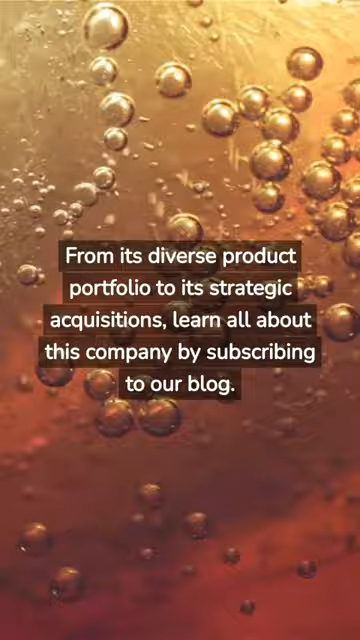 From its diverse product
portfolio to its strategic
acquisitions, learn all about
this company by subscribing
to our blog.